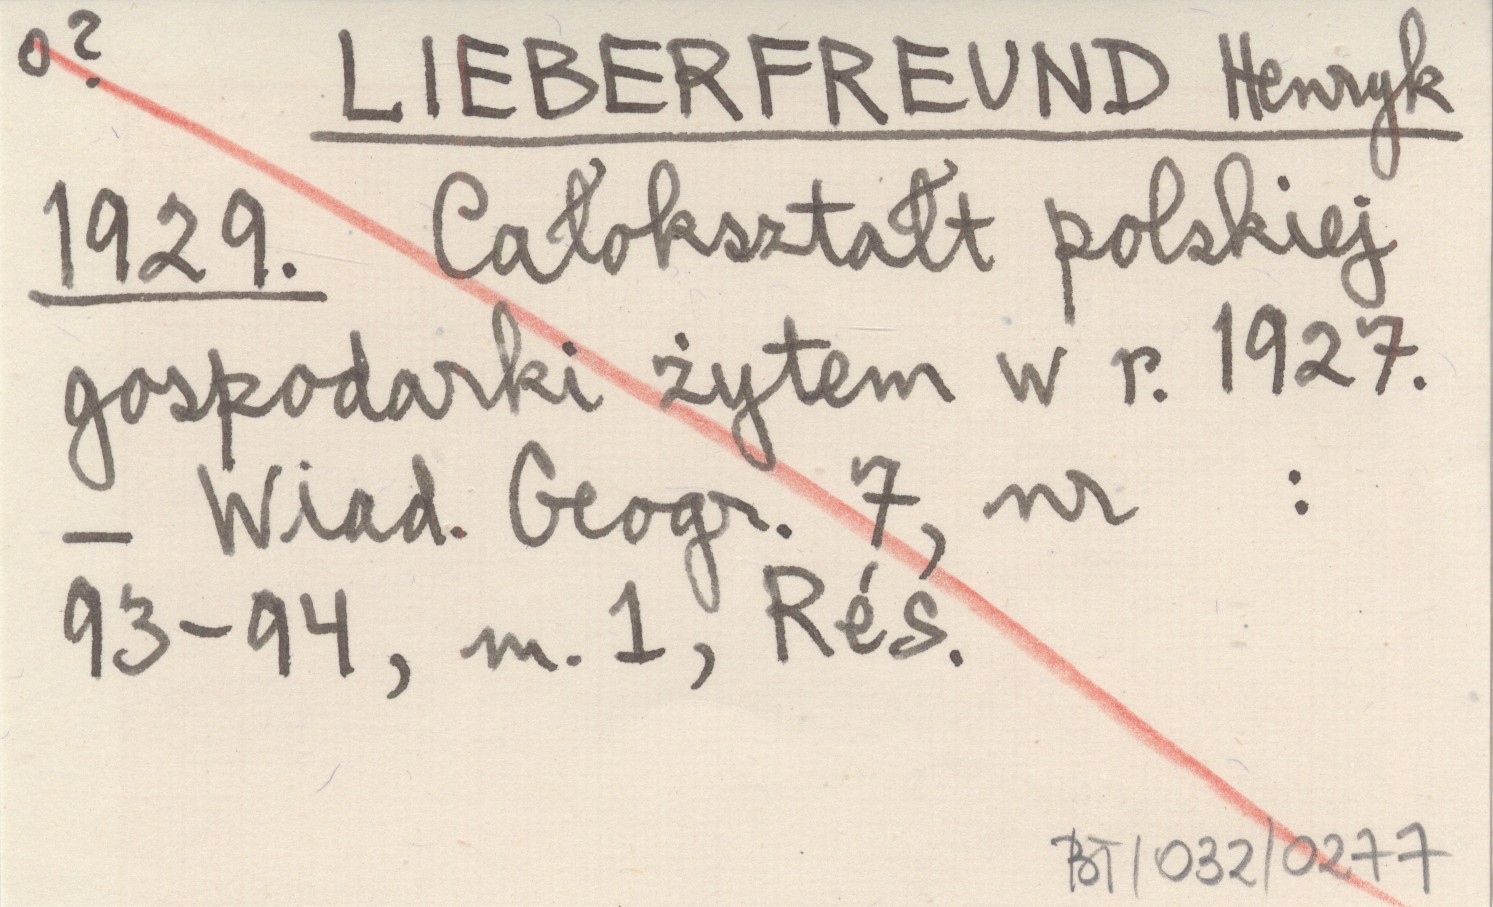 o?
LIEBERFREUND Henryk
1929. Całokształt polskiej
gospodarki żytem w r. 1927.
— Wiad. Geogr. 7, nr :
93-94, m. 1, Rés.
BT/032/0277